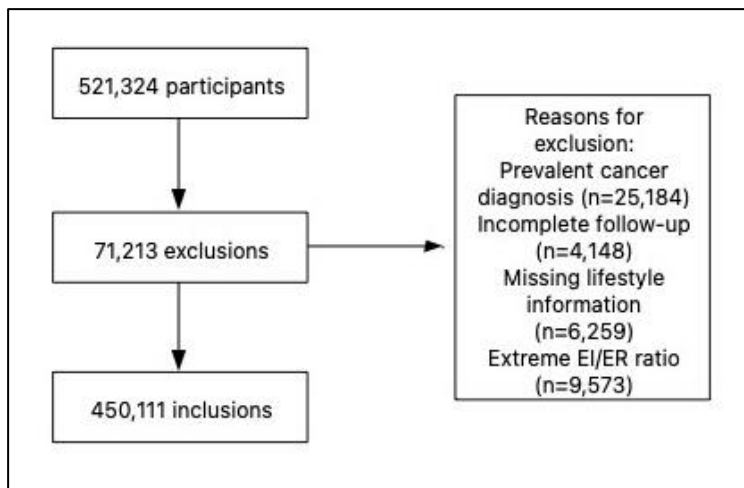 521,324 participants
71,213 exclusions
450,111 inclusions
Reasons for
exclusion:
Prevalent cancer
diagnosis (n=25,184)
Incomplete follow-up
(n=4,148)
Missing lifestyle
information
(n=6,259)
Extreme EI/ER ratio
(n=9,573)